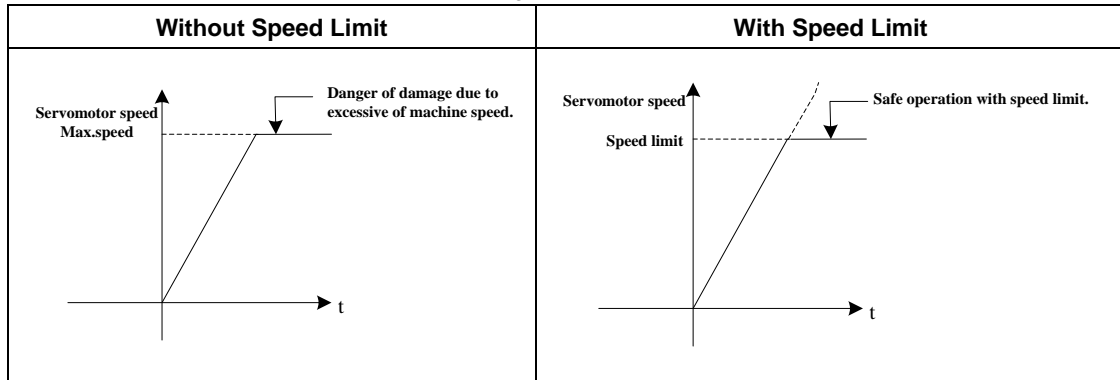 Without Speed Limit
With Speed Limit
Servomotor speed
Max.speed
Danger of damage due to
excessive of machine speed.
t
Servomotor speed
Speed limit
Safe operation with speed limit.
t